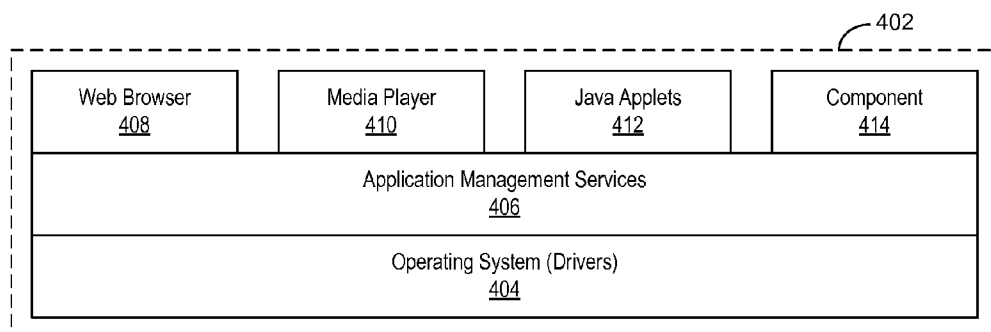 402
Web Browser
408
Media Player
410
Java Applets
412
Component
414
Application Management Services
406
Operating System (Drivers)
404